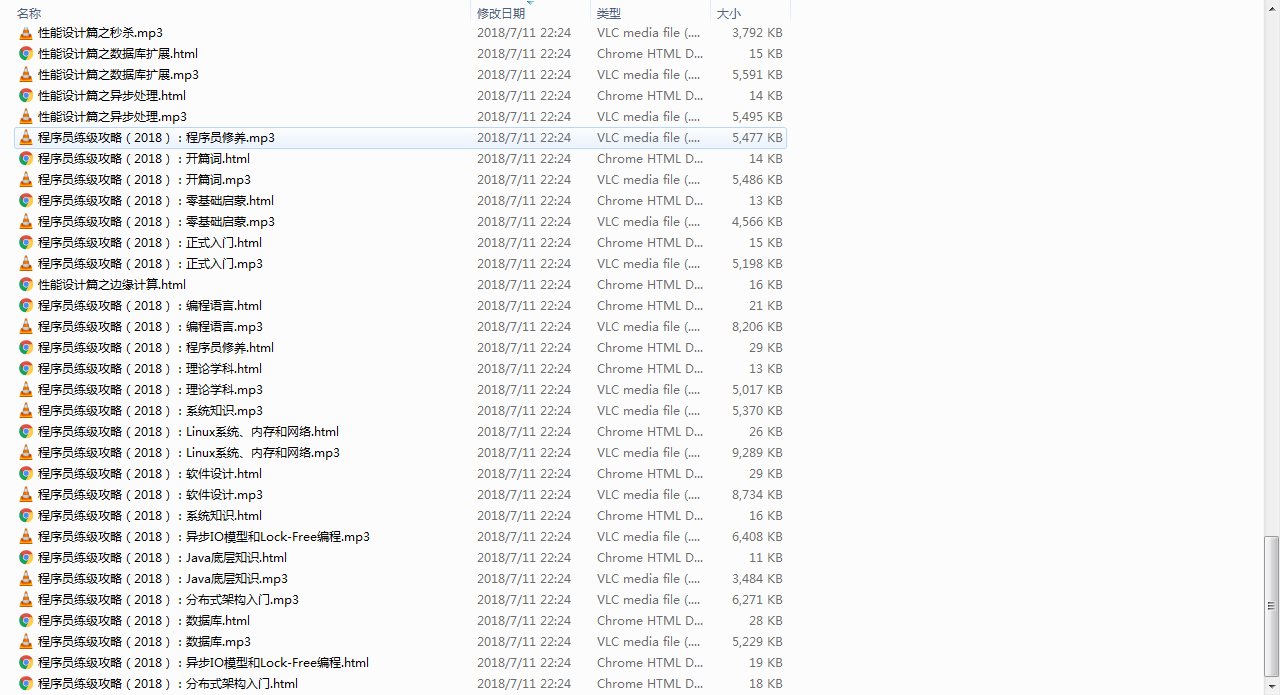 名称 修改日期 类型 大小
性能设计篇之秒杀.mp3 2018/7/11 22:24 VLC media file (.... 3,792 KB
性能设计篇之数据库扩展.html 2018/7/11 22:24 Chrome HTML D... 15 KB
性能设计篇之数据库扩展.mp3 2018/7/11 22:24 VLC media file (.... 5,591 KB
性能设计篇之异步处理.html 2018/7/11 22:24 Chrome HTML D... 14 KB
性能设计篇之异步处理.mp3 2018/7/11 22:24 VLC media file (.... 5,495 KB
程序员练级攻略（2018）：程序员修养.mp3 2018/7/11 22:24 VLC media file (.... 5,477 KB
程序员练级攻略（2018）：开篇词.html 2018/7/11 22:24 Chrome HTML D... 14 KB
程序员练级攻略（2018）：开篇词.mp3 2018/7/11 22:24 VLC media file (.... 5,486 KB
程序员练级攻略（2018）：零基础启蒙.html 2018/7/11 22:24 Chrome HTML D... 13 KB
程序员练级攻略（2018）：零基础启蒙.mp3 2018/7/11 22:24 VLC media file (.... 4,566 KB
程序员练级攻略（2018）：正式入门.html 2018/7/11 22:24 Chrome HTML D... 15 KB
程序员练级攻略（2018）：正式入门.mp3 2018/7/11 22:24 VLC media file (.... 5,198 KB
性能设计篇之边缘计算.html 2018/7/11 22:24 Chrome HTML D... 16 KB
程序员练级攻略（2018）：编程语言.html 2018/7/11 22:24 Chrome HTML D... 21 KB
程序员练级攻略（2018）：编程语言.mp3 2018/7/11 22:24 VLC media file (.... 8,206 KB
程序员练级攻略（2018）：程序员修养.html 2018/7/11 22:24 Chrome HTML D... 29 KB
程序员练级攻略（2018）：理论学科.html 2018/7/11 22:24 Chrome HTML D... 13 KB
程序员练级攻略（2018）：理论学科.mp3 2018/7/11 22:24 VLC media file (.... 5,017 KB
程序员练级攻略（2018）：系统知识.mp3 2018/7/11 22:24 VLC media file (.... 5,370 KB
程序员练级攻略（2018）：Linux系统、内存和网络.html 2018/7/11 22:24 Chrome HTML D... 26 KB
程序员练级攻略（2018）：Linux系统、内存和网络.mp3 2018/7/11 22:24 VLC media file (.... 9,289 KB
程序员练级攻略（2018）：软件设计.html 2018/7/11 22:24 Chrome HTML D... 29 KB
程序员练级攻略（2018）：软件设计.mp3 2018/7/11 22:24 VLC media file (.... 8,734 KB
程序员练级攻略（2018）：系统知识.html 2018/7/11 22:24 Chrome HTML D... 16 KB
程序员练级攻略（2018）：异步IO模型和Lock-Free编程.mp3 2018/7/11 22:24 VLC media file (.... 6,408 KB
程序员练级攻略（2018）：Java底层知识.html 2018/7/11 22:24 Chrome HTML D... 11 KB
程序员练级攻略（2018）：Java底层知识.mp3 2018/7/11 22:24 VLC media file (.... 3,484 KB
程序员练级攻略（2018）：分布式架构入门.mp3 2018/7/11 22:24 VLC media file (.... 6,271 KB
程序员练级攻略（2018）：数据库.html 2018/7/11 22:24 Chrome HTML D... 28 KB
程序员练级攻略（2018）：数据库.mp3 2018/7/11 22:24 VLC media file (.... 5,229 KB
程序员练级攻略（2018）：异步IO模型和Lock-Free编程.html 2018/7/11 22:24 Chrome HTML D... 19 KB
程序员练级攻略（2018）：分布式架构入门.html 2018/7/11 22:24 Chrome HTML D... 18 KB